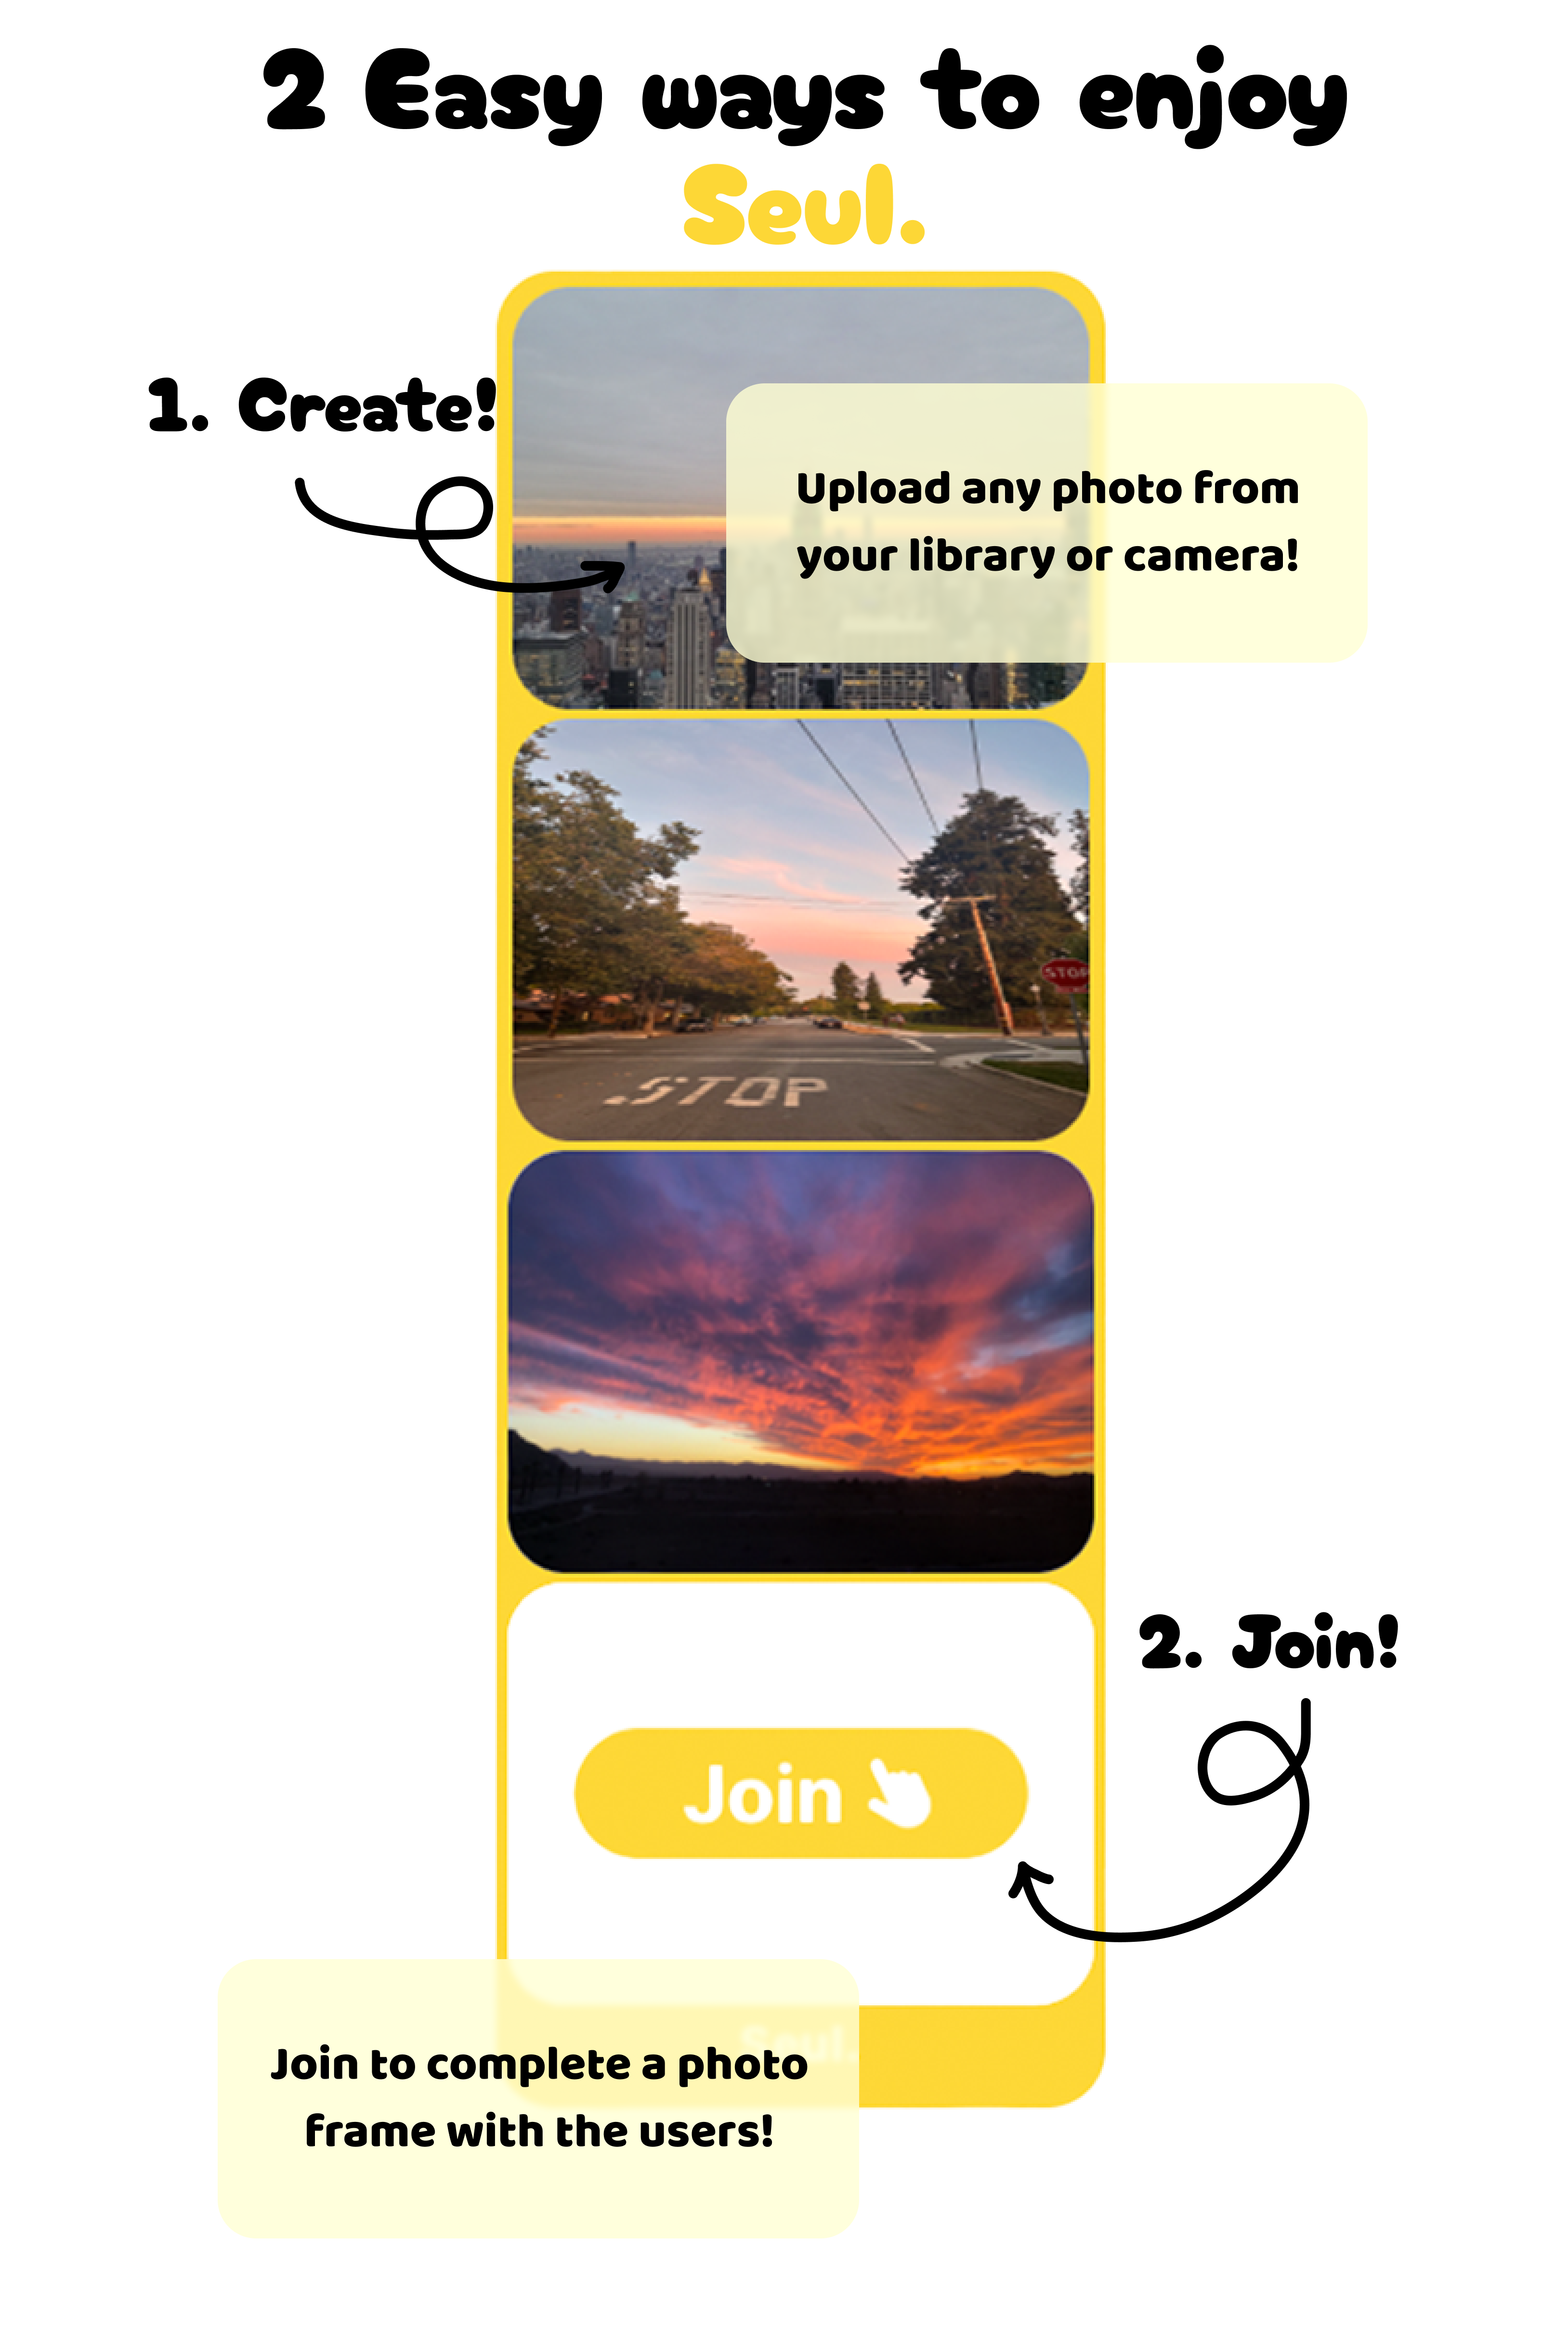 2 Easy ways to enjoy
Seul.
1. Create!
Upload any photo from
your library or camera!
STOP
STOP
2. Join!
Join
Seul.
Join to complete a photo
frame with the users!